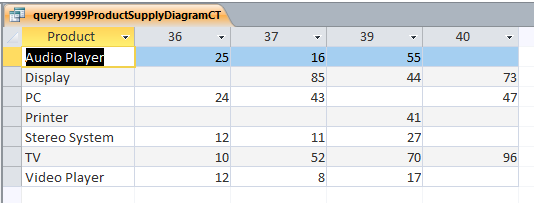 query1999ProductSupplyDiagramCT
Product 36 37 39 40
Audio Player 25 16 55
Display 85 44 73
PC 24 43 47
Printer 41
Stereo System 12 11 27
TV 10 52 70 96
Video Player 12 8 17